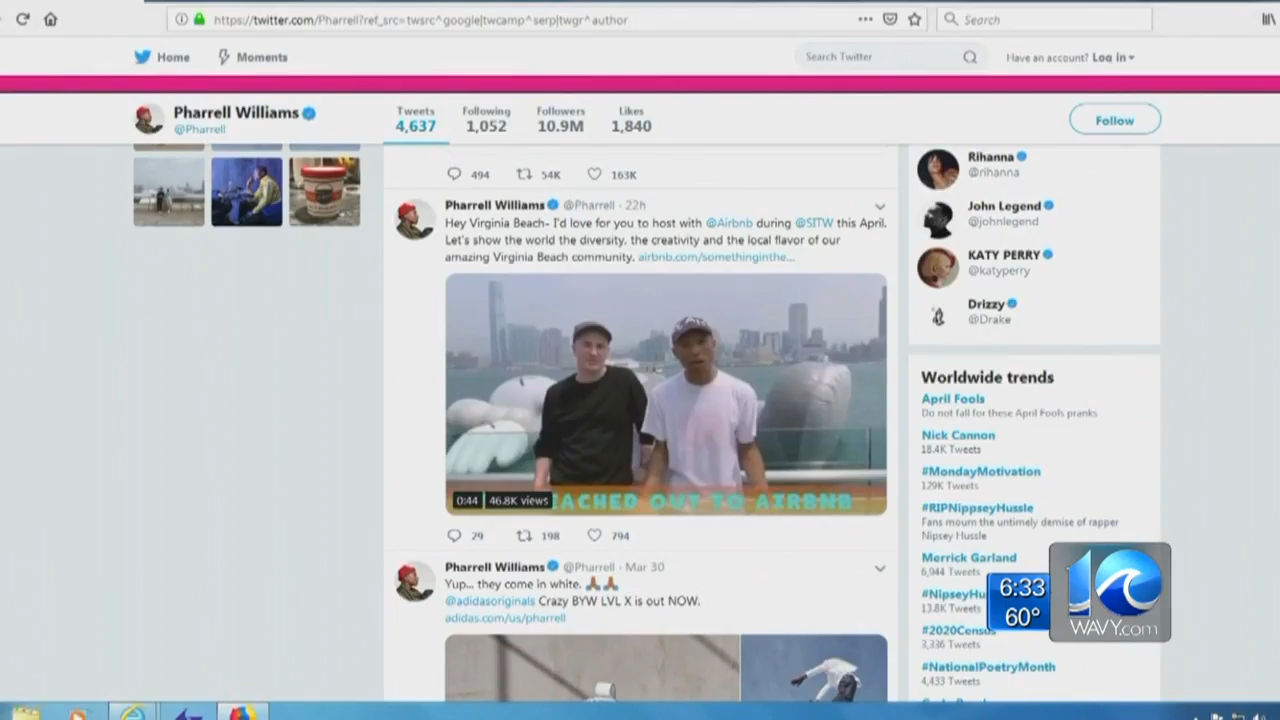 https://twitter.com/Pharrell?ref_src=twsrc^google|twcamp^serp|twgr^author
Search
Home
Moments
Search Twitter
Have an account? Log in
Pharrell Williams
@Pharrell
Tweets
4,637
Following
1,052
Followers
10.9M
Likes
1,840
Follow
494
54K
163K
Pharrell Williams @Pharrell · 22h
Hey Virginia Beach- I'd love for you to host with @Airbnb during @SITW this April.
Let's show the world the diversity, the creativity and the local flavor of our
amazing Virginia Beach community. airbnb.com/somethinginthe...
0:44 46.8K views
EACHED OUT TO AIRBNB
29
198
794
Pharrell Williams @Pharrell · Mar 30
Yup... they come in white.
@adidasoriginals Crazy BYW LVL X is out NOW.
adidas.com/us/pharrell
Rihanna
@rihanna
John Legend
@johnlegend
KATY PERRY
@katyperry
Drizzy
@Drake
Worldwide trends
April Fools
Do not fall for these April Fools pranks
Nick Cannon
18.4K Tweets
#MondayMotivation
129K Tweets
#RIPNippseyHussle
Fans mourn the untimely demise of rapper
Nipsey Hussle
Merrick Garland
6,944 Tweets
#NipseyHu
13.8K Tweets
#2020Census
3,336 Tweets
#NationalPoetryMonth
4,433 Tweets
6:33
60°
10
WAVY.com